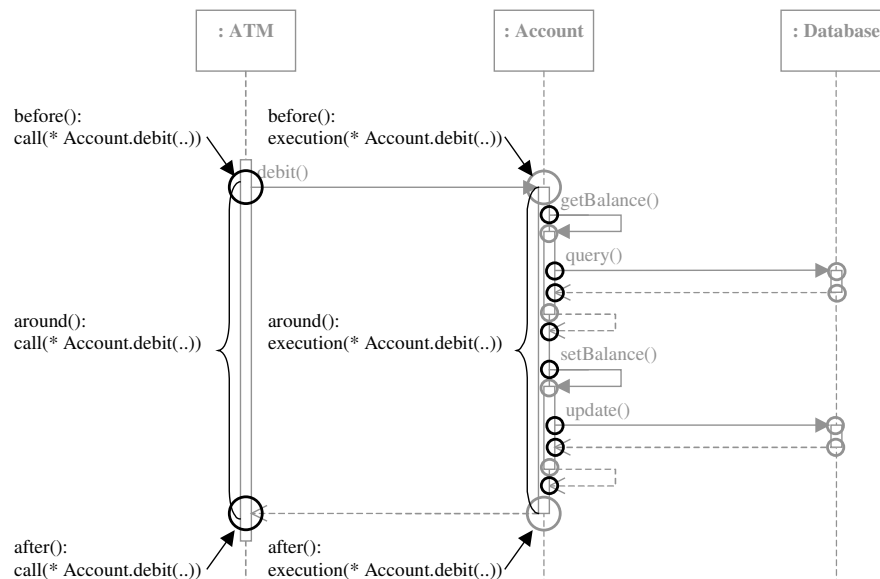 : ATM
: Account
: Database
before():
call(* Account.debit(..))
before():
execution(* Account.debit(..))
debit()
getBalance()
query()
around():
call(* Account.debit(..))
around():
execution(* Account.debit(..))
setBalance()
update()
after():
call(* Account.debit(..))
after():
execution(* Account.debit(..))